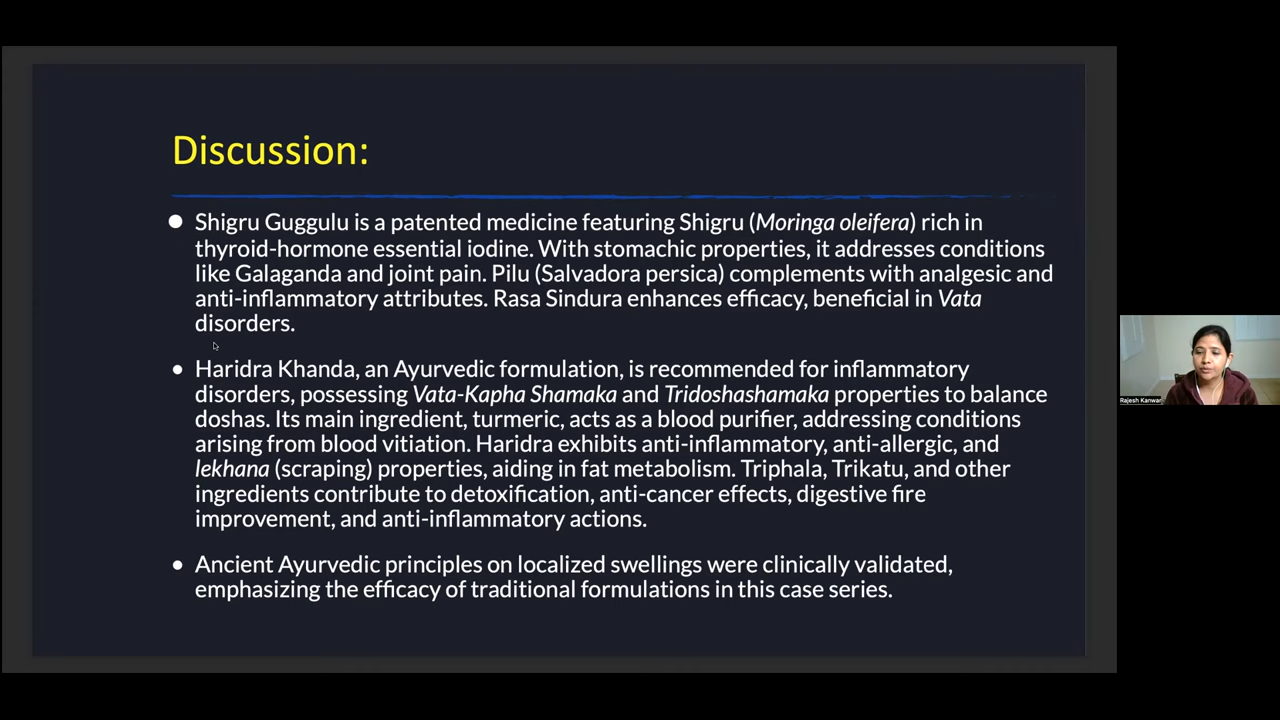 Discussion:
● Shigru Guggulu is a patented medicine featuring Shigru (Moringa oleifera) rich in
thyroid-hormone essential iodine. With stomachic properties, it addresses conditions
like Galaganda and joint pain. Pilu (Salvadora persica) complements with analgesic and
anti-inflammatory attributes. Rasa Sindura enhances efficacy, beneficial in Vata
disorders.
• Haridra Khanda, an Ayurvedic formulation, is recommended for inflammatory
disorders, possessing Vata-Kapha Shamaka and Tridoshashamaka properties to balance
doshas. Its main ingredient, turmeric, acts as a blood purifier, addressing conditions
arising from blood vitiation. Haridra exhibits anti-inflammatory, anti-allergic, and
lekhana (scraping) properties, aiding in fat metabolism. Triphala, Trikatu, and other
ingredients contribute to detoxification, anti-cancer effects, digestive fire
improvement, and anti-inflammatory actions.
• Ancient Ayurvedic principles on localized swellings were clinically validated,
emphasizing the efficacy of traditional formulations in this case series.
Rajesh Kanwar